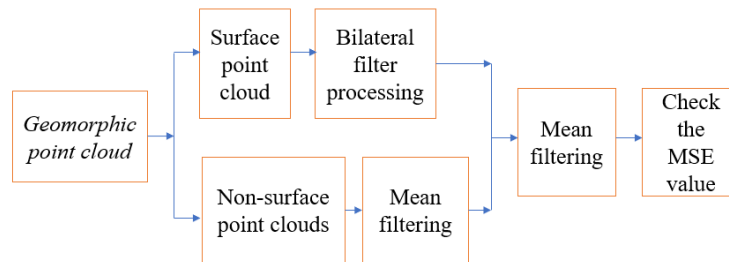 Geomorphic
point cloud
Surface
point
cloud
Bilateral
filter
processing
Non-surface
point clouds
Mean
filtering
Mean
filtering
Check
the
MSE
value